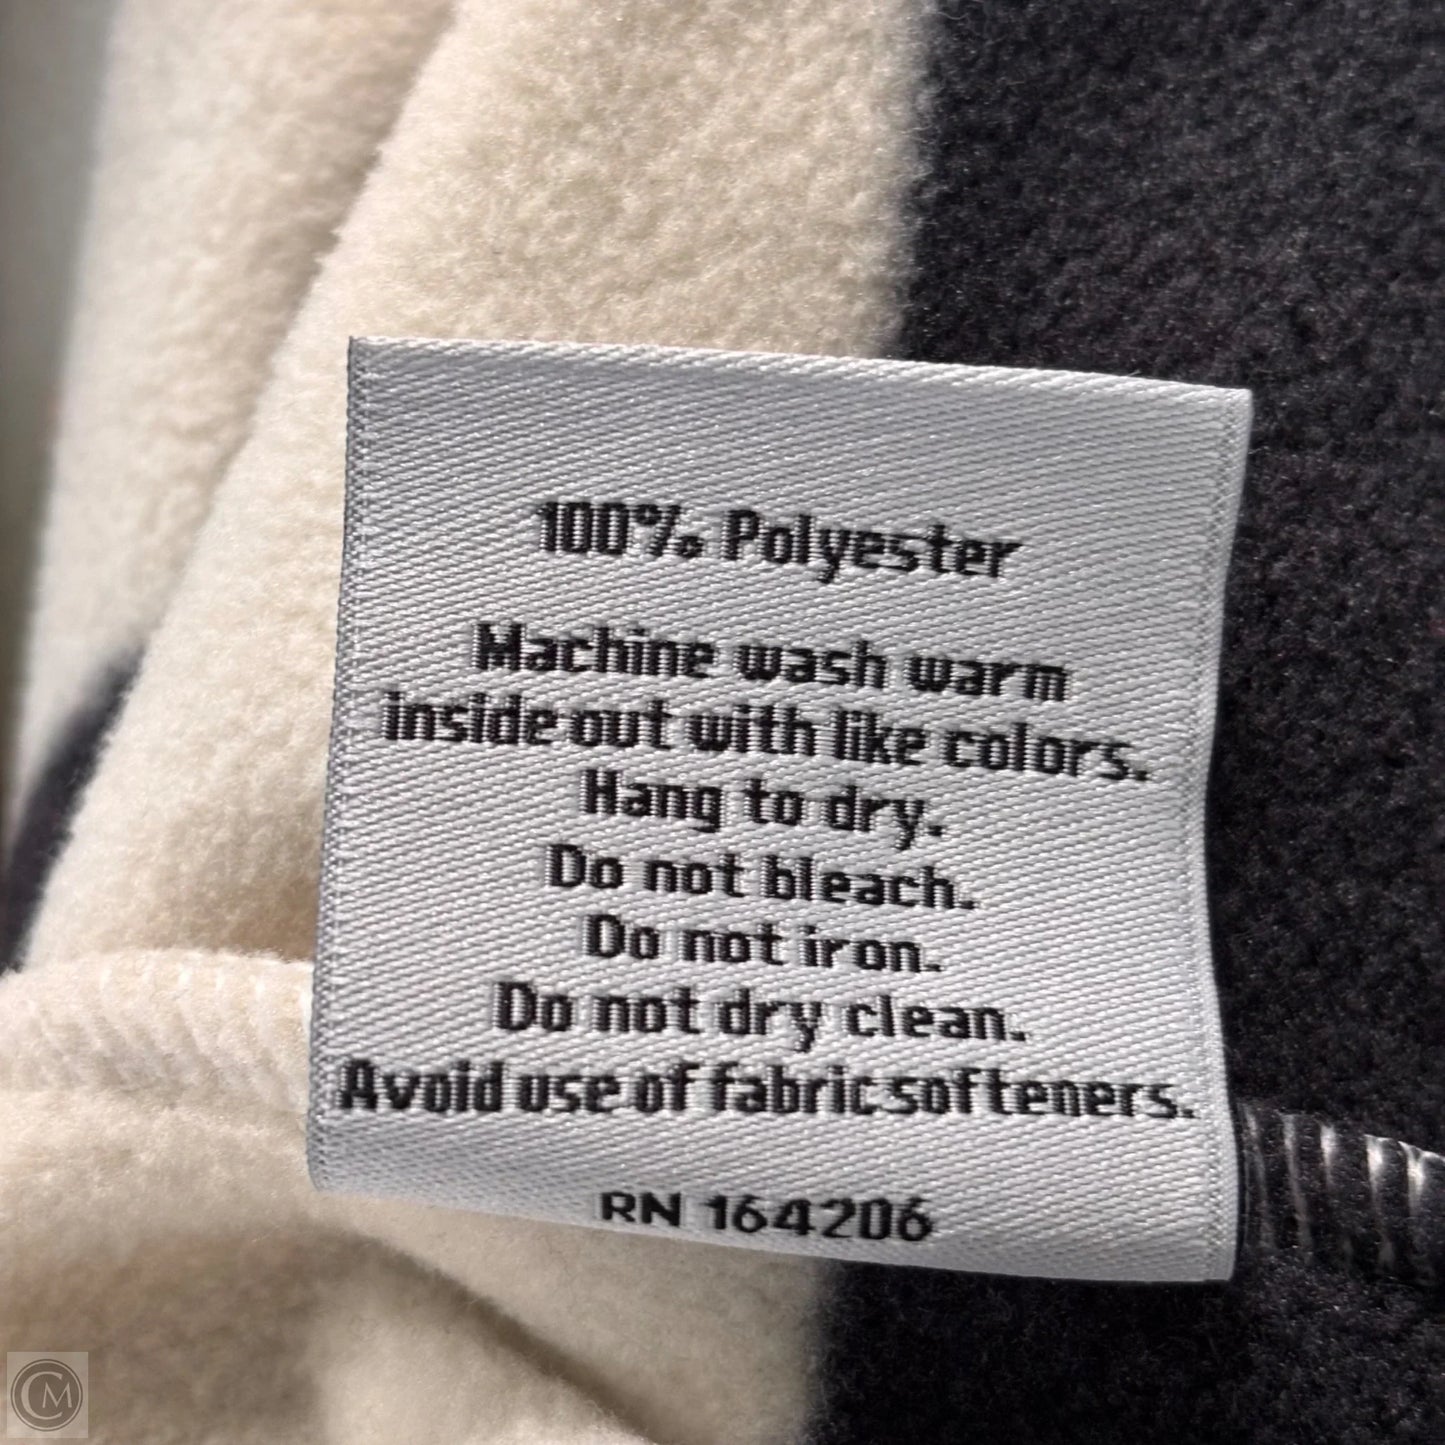 100% Polyester
Machine wash warm
inside out with like colors.
Hang to dry.
Do not bleach.
Do not iron.
Do not dry clean.
Avoid use of fabric softeners.
RN 164206
CM